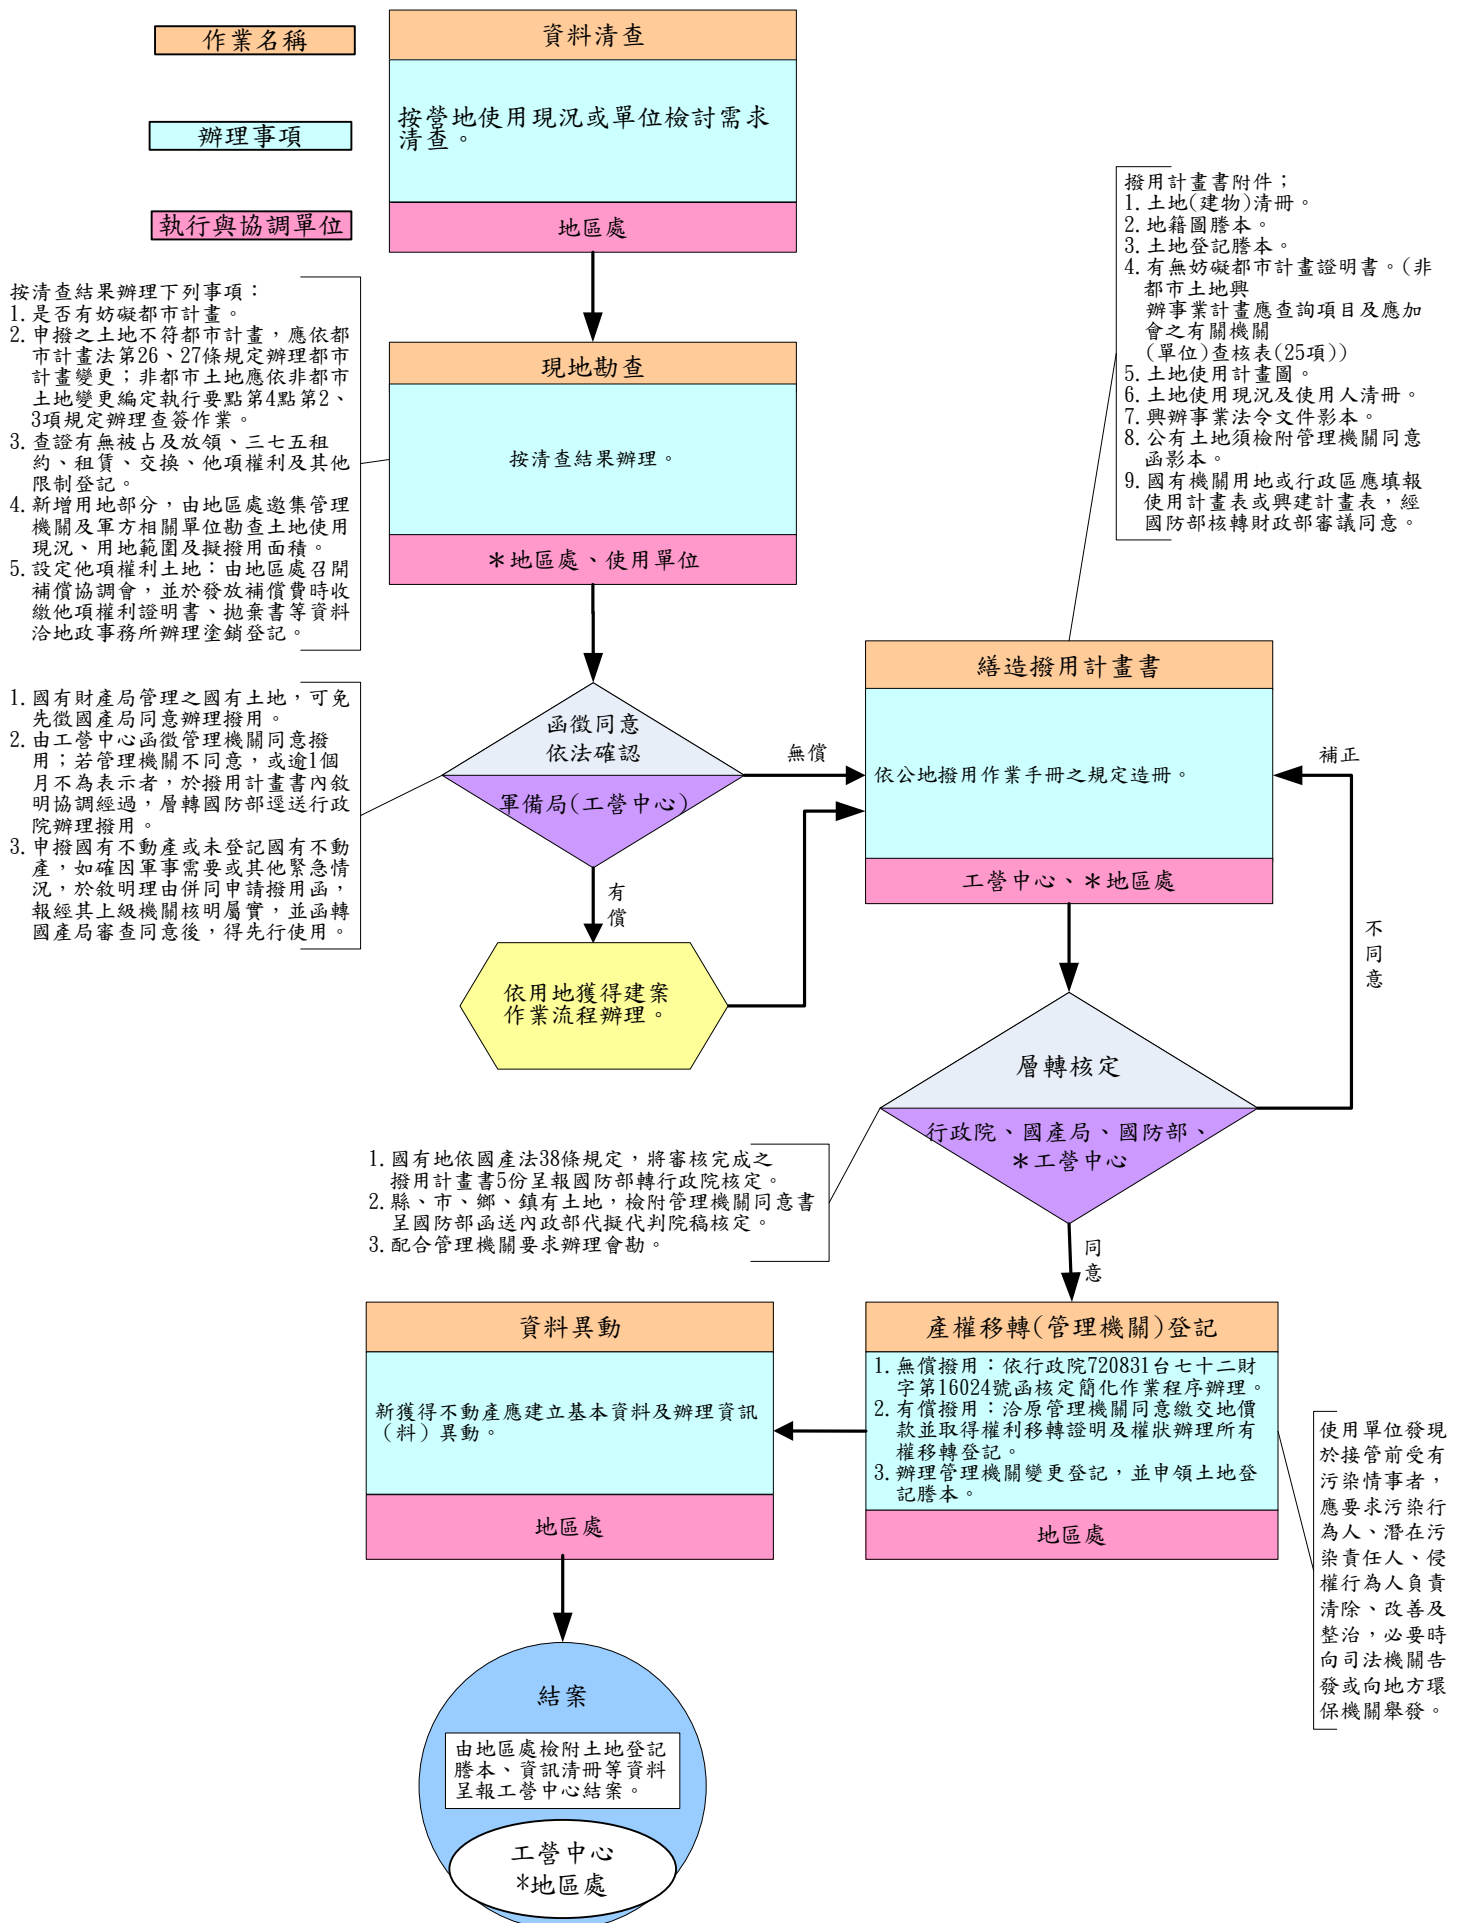 作業名稱
辦理事項
執行與協調單位
資料清查
按營地使用現況或單位檢討需求
清查。
地區處
按清查結果辦理下列事項：
1.是否有妨礙都市計畫。
2.申撥之土地不符都市計畫，應依都
市計畫法第26、27條規定辦理都市
計畫變更；非都市土地應依非都市
土地變更編定執行要點第4點第2、
3項規定辦理查簽作業。
3.查證有無被占及放領、三七五租
約、租賃、交換、他項權利及其他
限制登記。
4.新增用地部分，由地區處邀集管理
機關及軍方相關單位勘查土地使用
現況、用地範圍及擬撥用面積。
5.設定他項權利土地：由地區處召開
補償協調會，並於發放補償費時收
繳他項權利證明書、拋棄書等資料
洽地政事務所辦理塗銷登記。
現地勘查
按清查結果辦理。
＊地區處、使用單位
1.國有財產局管理之國有土地，可免
先徵國產局同意辦理撥用。
2.由工營中心函徵管理機關同意撥
用；若管理機關不同意，或逾1個
月不為表示者，於撥用計畫書內敘
明協調經過，層轉國防部逕送行政
院辦理撥用。
3.申撥國有不動產或未登記國有不動
產，如確因軍事需要或其他緊急情
況，於敘明理由併同申請撥用函，
報經其上級機關核明屬實，並函轉
國產局審查同意後，得先行使用。
函徵同意
依法確認
軍備局(工營中心)
無償
有
償
依用地獲得建案
作業流程辦理。
撥用計畫書附件；
1.土地(建物)清冊。
2.地籍圖謄本。
3.土地登記謄本。
4.有無妨礙都市計畫證明書。(非
都市土地興
辦事業計畫應查詢項目及應加
會之有關機關
(單位)查核表(25項))
5.土地使用計畫圖。
6.土地使用現況及使用人清冊。
7.興辦事業法令文件影本。
8.公有土地須檢附管理機關同意
函影本。
9.國有機關用地或行政區應填報
使用計畫表或興建計畫表，經
國防部核轉財政部審議同意。
繕造撥用計畫書
依公地撥用作業手冊之規定造冊。
工營中心、＊地區處
補正
不
同
意
層轉核定
行政院、國產局、國防部、
＊工營中心
1.國有地依國產法38條規定，將審核完成之
撥用計畫書5份呈報國防部轉行政院核定。
2.縣、市、鄉、鎮有土地，檢附管理機關同意書
呈國防部函送內政部代擬代判院稿核定。
3.配合管理機關要求辦理會勘。
同
意
產權移轉(管理機關)登記
1.無償撥用：依行政院720831台七十二財
字第16024號函核定簡化作業程序辦理。
2.有償撥用：洽原管理機關同意繳交地價
款並取得權利移轉證明及權狀辦理所有
權移轉登記。
3.辦理管理機關變更登記，並申領土地登
記謄本。
地區處
使用單位發現
於接管前受有
污染情事者，
應要求污染行
為人、潛在污
染責任人、侵
權行為人負責
清除、改善及
整治，必要時
向司法機關告
發或向地方環
保機關舉發。
資料異動
新獲得不動產應建立基本資料及辦理資訊
（料）異動。
地區處
結案
由地區處檢附土地登記
謄本、資訊清冊等資料
呈報工營中心結案。
工營中心
*地區處